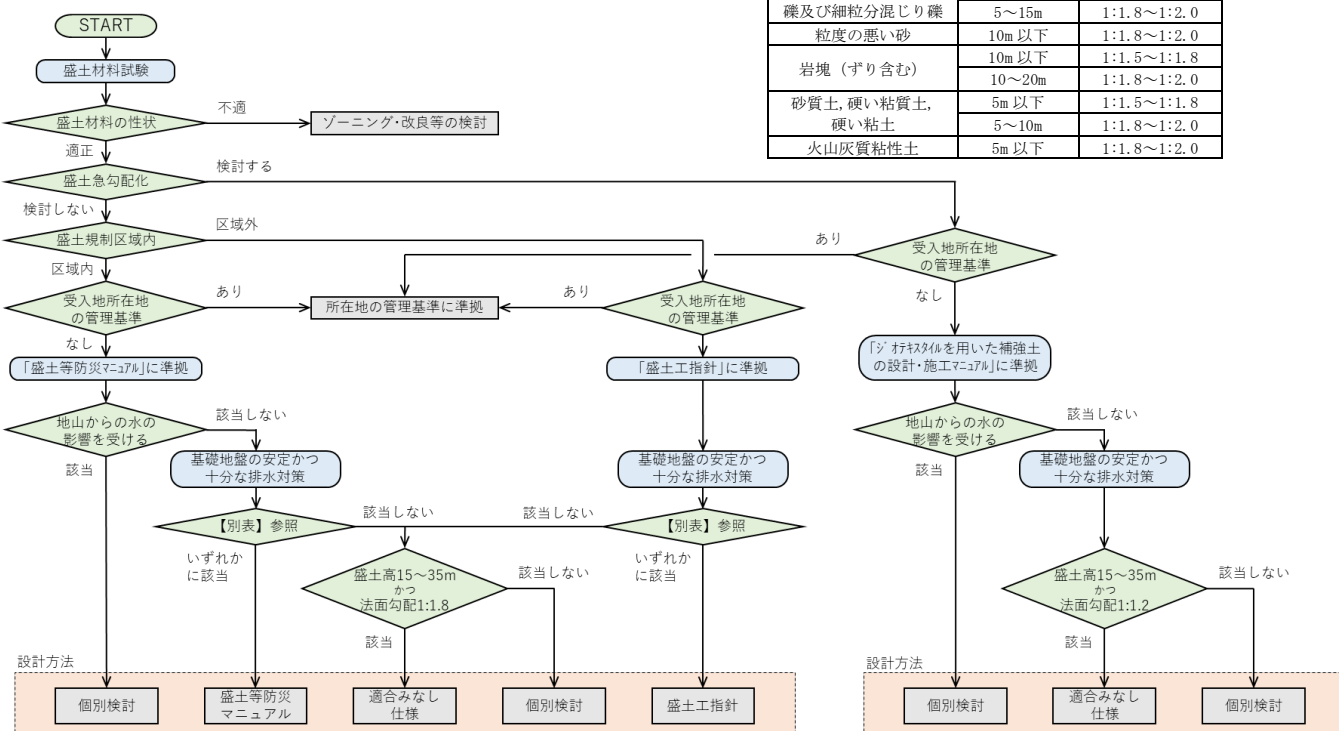 START
盛土材料試験
盛土材料の性状
不適
ゾーニング・改良等の検討
適正
盛土急勾配化
検討する
検討しない
盛土規制区域内
区域外
区域内
受入地所在地
の管理基準
あり
所在地の管理基準に準拠
あり
受入地所在地
の管理基準
あり
受入地所在地
の管理基準
なし
なし
「盛土等防災マニュアル」に準拠
「盛土工指針」に準拠
「ジオテキスタイルを用いた補強土
の設計・施工マニュアル」に準拠
地山からの水の
影響を受ける
該当しない
該当
基礎地盤の安定かつ
十分な排水対策
基礎地盤の安定かつ
十分な排水対策
地山からの水の
影響を受ける
該当しない
該当
基礎地盤の安定かつ
十分な排水対策
【別表】参照
該当しない
該当しない
【別表】参照
いずれか
に該当
いずれか
に該当
盛土高15～35m
かつ
法面勾配1:1.8
該当しない
該当
盛土高15～35m
かつ
法面勾配1:1.2
該当しない
該当
設計方法
個別検討
盛土等防災
マニュアル
適合みなし
仕様
個別検討
盛土工指針
設計方法
個別検討
適合みなし
仕様
個別検討
礫及び細粒分混じり礫 5～15m 1:1.8～1:2.0
粒度の悪い砂 10m以下 1:1.8～1:2.0
岩塊（ずり含む） 10m以下 1:1.5～1:1.8
10～20m 1:1.8～1:2.0
砂質土,硬い粘質土, 5m以下 1:1.5～1:1.8
硬い粘土 5～10m 1:1.8～1:2.0
火山灰質粘性土 5m以下 1:1.8～1:2.0